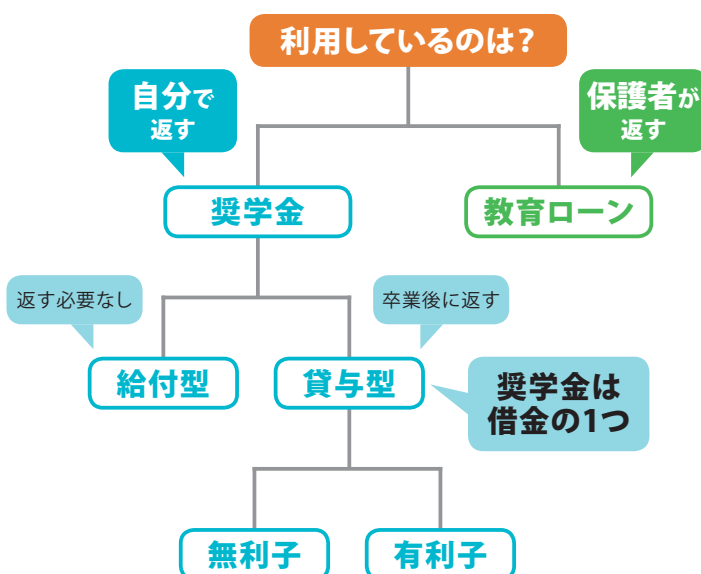 利用しているのは？
自分で
返す
保護者が
返す
奨学金
教育ローン
返す必要なし
卒業後に返す
給付型
貸与型
奨学金は
借金の1つ
無利子
有利子